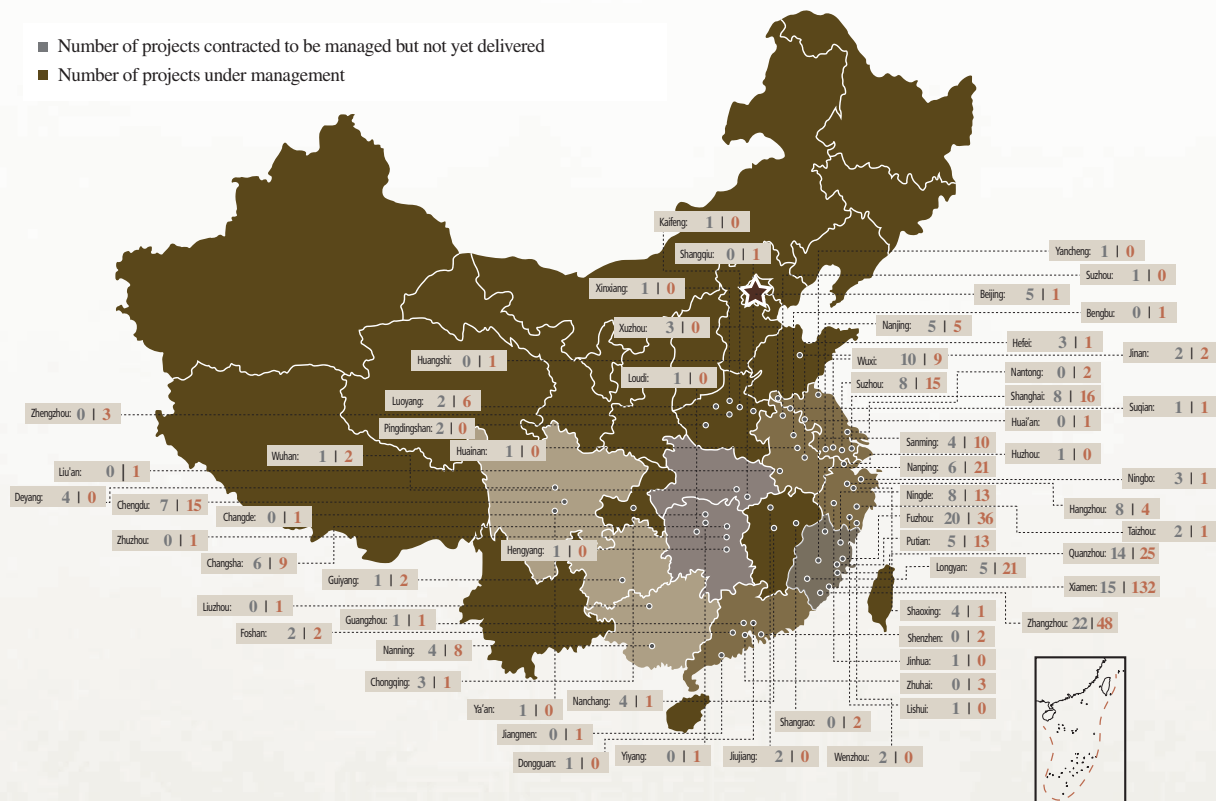 Number of projects contracted to be managed but not yet delivered
Number of projects under management
Kaifeng: 1 | 0
Shangqiu: 0 | 1
Yancheng: 1 | 0
Suzhou: 1 | 0
Xinxiang: 1 | 0
Beijing: 5 | 1
Bengbu: 0 | 1
Xuzhou: 3 | 0
Nanjing: 5 | 5
Hefei: 3 | 1
Jinan: 2 | 2
Huangshi: 0 | 1
Wuxi: 10 | 9
Nantong: 0 | 2
Loudi: 1 | 0
Suzhou: 8 | 15
Shanghai: 8 | 16
Luoyang: 2 | 6
Suqian: 1 | 1
Zhengzhou: 0 | 3
Huai'an: 0 | 1
Pingdingshan: 2 | 0
Sanming: 4 | 10
Huainan: 1 | 0
Huzhou: 1 | 0
Wuhan: 1 | 2
Nanping: 6 | 21
Liu'an: 0 | 1
Ningbo: 3 | 1
Deyang: 4 | 0
Chengdu: 7 | 15
Ningde: 8 | 13
Hangzhou: 8 | 4
Changde: 0 | 1
Fuzhou: 20 | 36
Taizhou: 2 | 1
Zhuzhou: 0 | 1
Putian: 5 | 13
Hengyang: 1 | 0
Quanzhou: 14 | 25
Changsha: 6 | 9
Longyan: 5 | 21
Guiyang: 1 | 2
Xiamen: 15 | 132
Liuzhou: 0 | 1
Shaoxing: 4 | 1
Guangzhou: 1 | 1
Zhangzhou: 22 | 48
Foshan: 2 | 2
Shenzhen: 0 | 2
Nanning: 4 | 8
Jinhua: 1 | 0
Chongqing: 3 | 1
Zhuhai: 0 | 3
Ya'an: 1 | 0
Nanchang: 4 | 1
Lishui: 1 | 0
Shangrao: 0 | 2
Jiangmen: 0 | 1
Dongguan: 1 | 0
Yiyang: 0 | 1
Jiujiang: 2 | 0
Wenzhou: 2 | 0